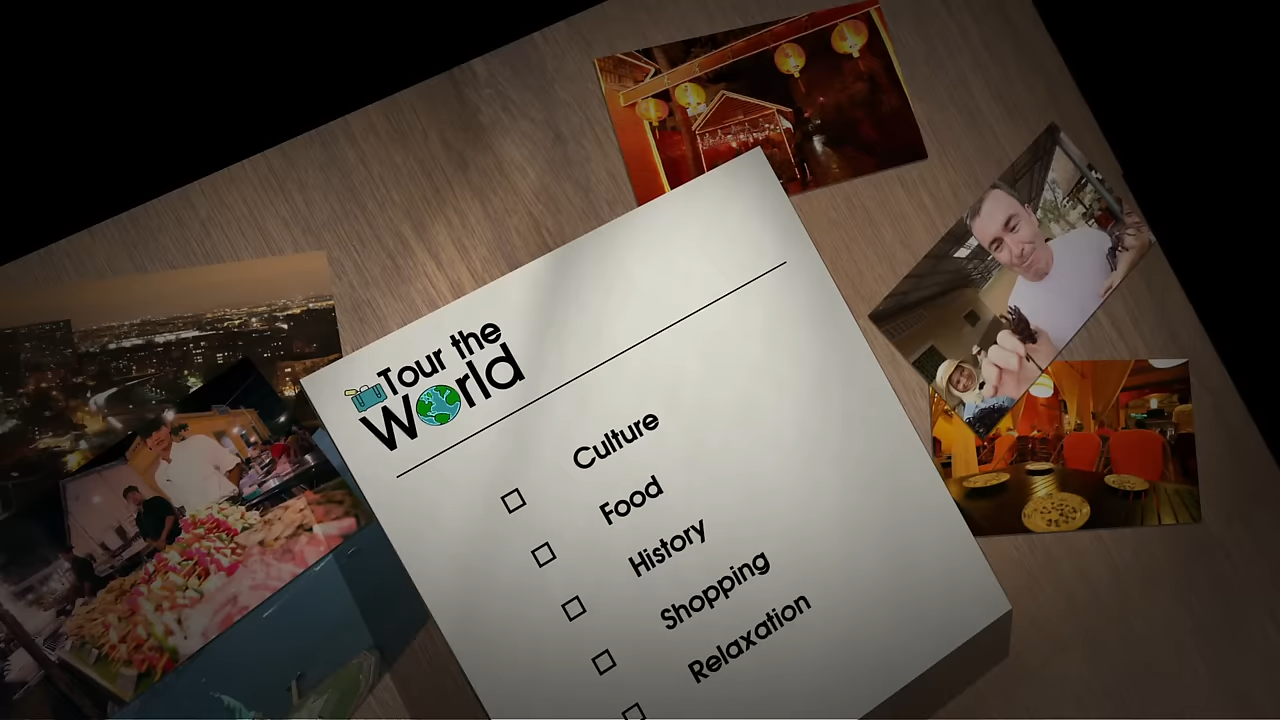 Tour the
World
Culture
Food
History
Shopping
Relaxation